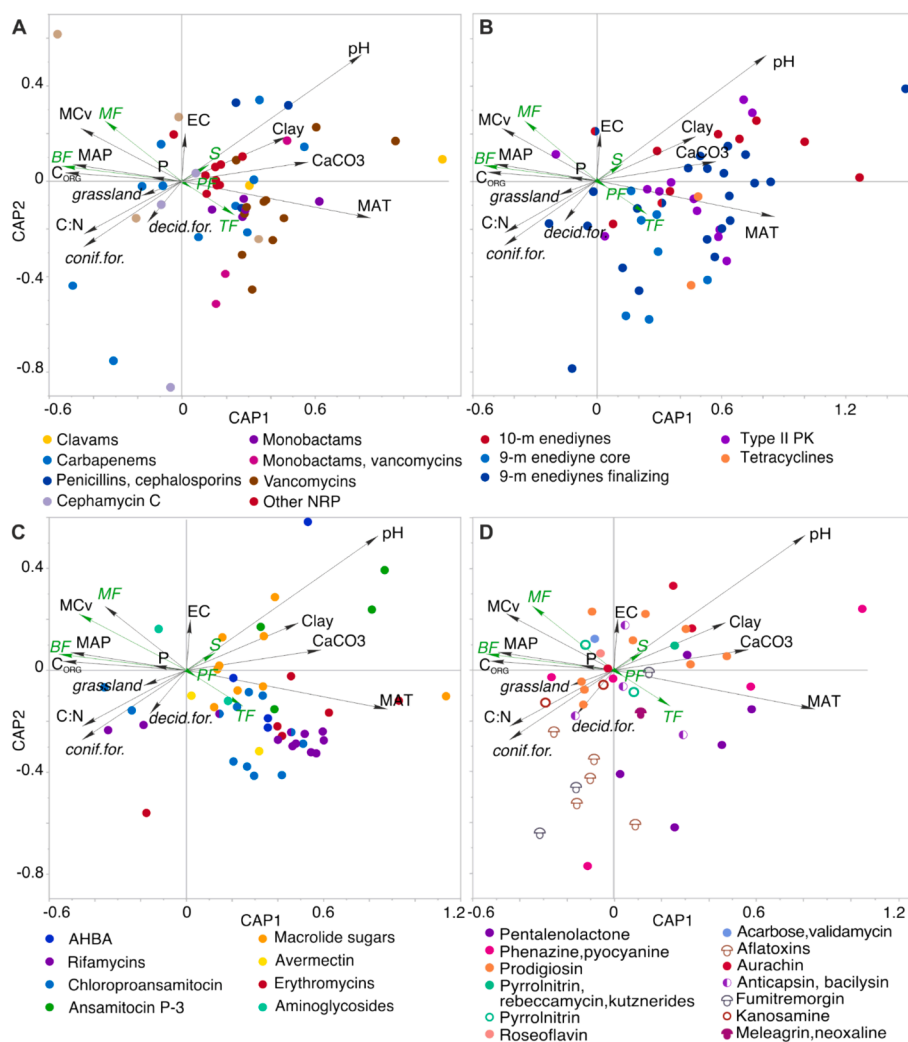 A
pH
0.4
MCv
MF
EC
Clay
S
CaCO3
BF
MAP
CORG
P
0
grassland
PF
CAP2
C:N
decid.for.
TF
MAT
conif.for.
-0.4
-0.8
-0.6
0
0.6
1.2
CAP1
Clavams
Carbapenems
Penicillins, cephalosporins
Cephamycin C
Monobactams
Monobactams, vancomycins
Vancomycins
Other NRP
B
pH
MCv
MF
EC
Clay
S
CaCO3
BF
MAP
CORG
P
grassland
PF
C:N
decid.for.
TF
MAT
conif.for.
-0.6
0
0.6
1.2
CAP1
10-m enediynes
9-m enediyne core
9-m enediynes finalizing
Type II PK
Tetracyclines
C
pH
0.4
MCv
MF
EC
Clay
S
CaCO3
BF
MAP
CORG
P
0
grassland
PF
CAP2
C:N
decid.for.
TF
MAT
conif.for.
-0.4
-0.8
-0.6
0
0.6
1.2
CAP1
AHBA
Rifamycins
Chloroproansamitocin
Ansamitocin P-3
Macrolide sugars
Avermectin
Erythromycins
Aminoglycosides
D
pH
MCv
MF
EC
Clay
S
CaCO3
BF
MAP
CORG
P
grassland
PF
C:N
decid.for.
TF
MAT
conif.for.
-0.6
0
0.6
1.2
CAP1
Pentalenolactone
Phenazine,pyocyanine
Prodigiosin
Pyrrolnitrin,
rebeccamycin,kutznerides
Pyrrolnitrin
Roseoflavin
Acarbose,validamycin
Aflatoxins
Aurachin
Anticapsin, bacilysin
Fumitremorgin
Kanosamine
Meleagrin,neoxaline